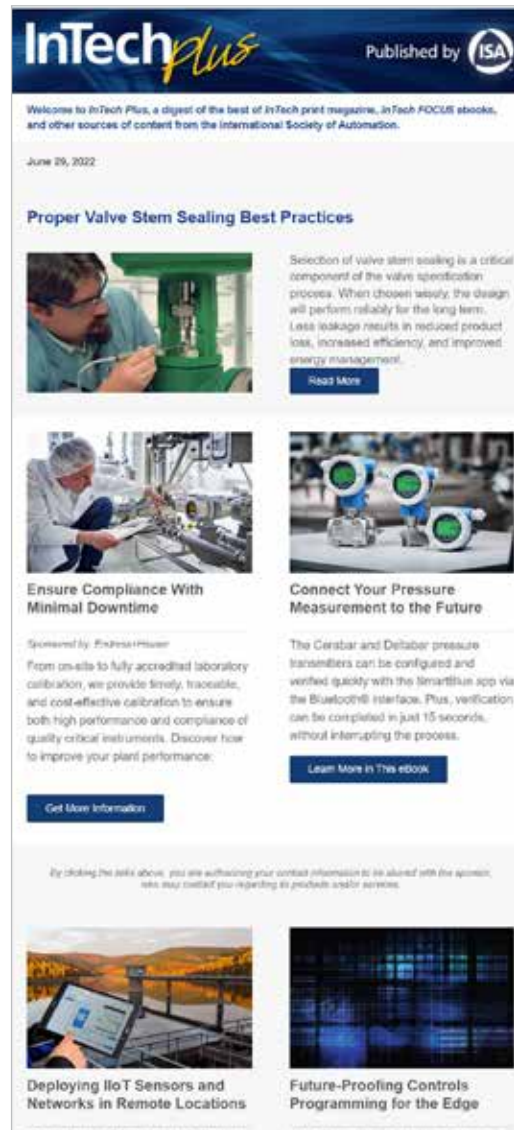 InTech plus
Published by ISA
Welcome to InTech Plus, a digest of the best of InTech print magazine, InTech FOCUS ebooks,
and other sources of content from the International Society of Automation.
June 29, 2022
Proper Valve Stem Sealing Best Practices
Selection of valve stem sealing is a critical
component of the valve specification
process. When chosen wisely, the design
will perform reliably for the long term.
Less leakage results in reduced product
loss, increased efficiency, and improved
energy management.
Read More
Ensure Compliance With
Minimal Downtime
Sponsored by: Endress+Hauser
From on-site to fully accredited laboratory
calibration, we provide timely, traceable,
and cost-effective calibration to ensure
both high performance and compliance of
quality critical instruments. Discover how
to improve your plant performance.
Get More Information
Connect Your Pressure
Measurement to the Future
The Cerabar and Deltabar pressure
transmitters can be configured and
verified quickly with the SmartBlue app via
the Bluetooth® interface. Plus, verification
can be completed in just 15 seconds,
without interrupting the process.
Learn More in This eBook
By clicking the links above, you are authorizing your contact information to be shared with the sponsor,
who may contact you regarding its products and/or services.
Deploying IIoT Sensors and
Networks in Remote Locations
Future-Proofing Controls
Programming for the Edge